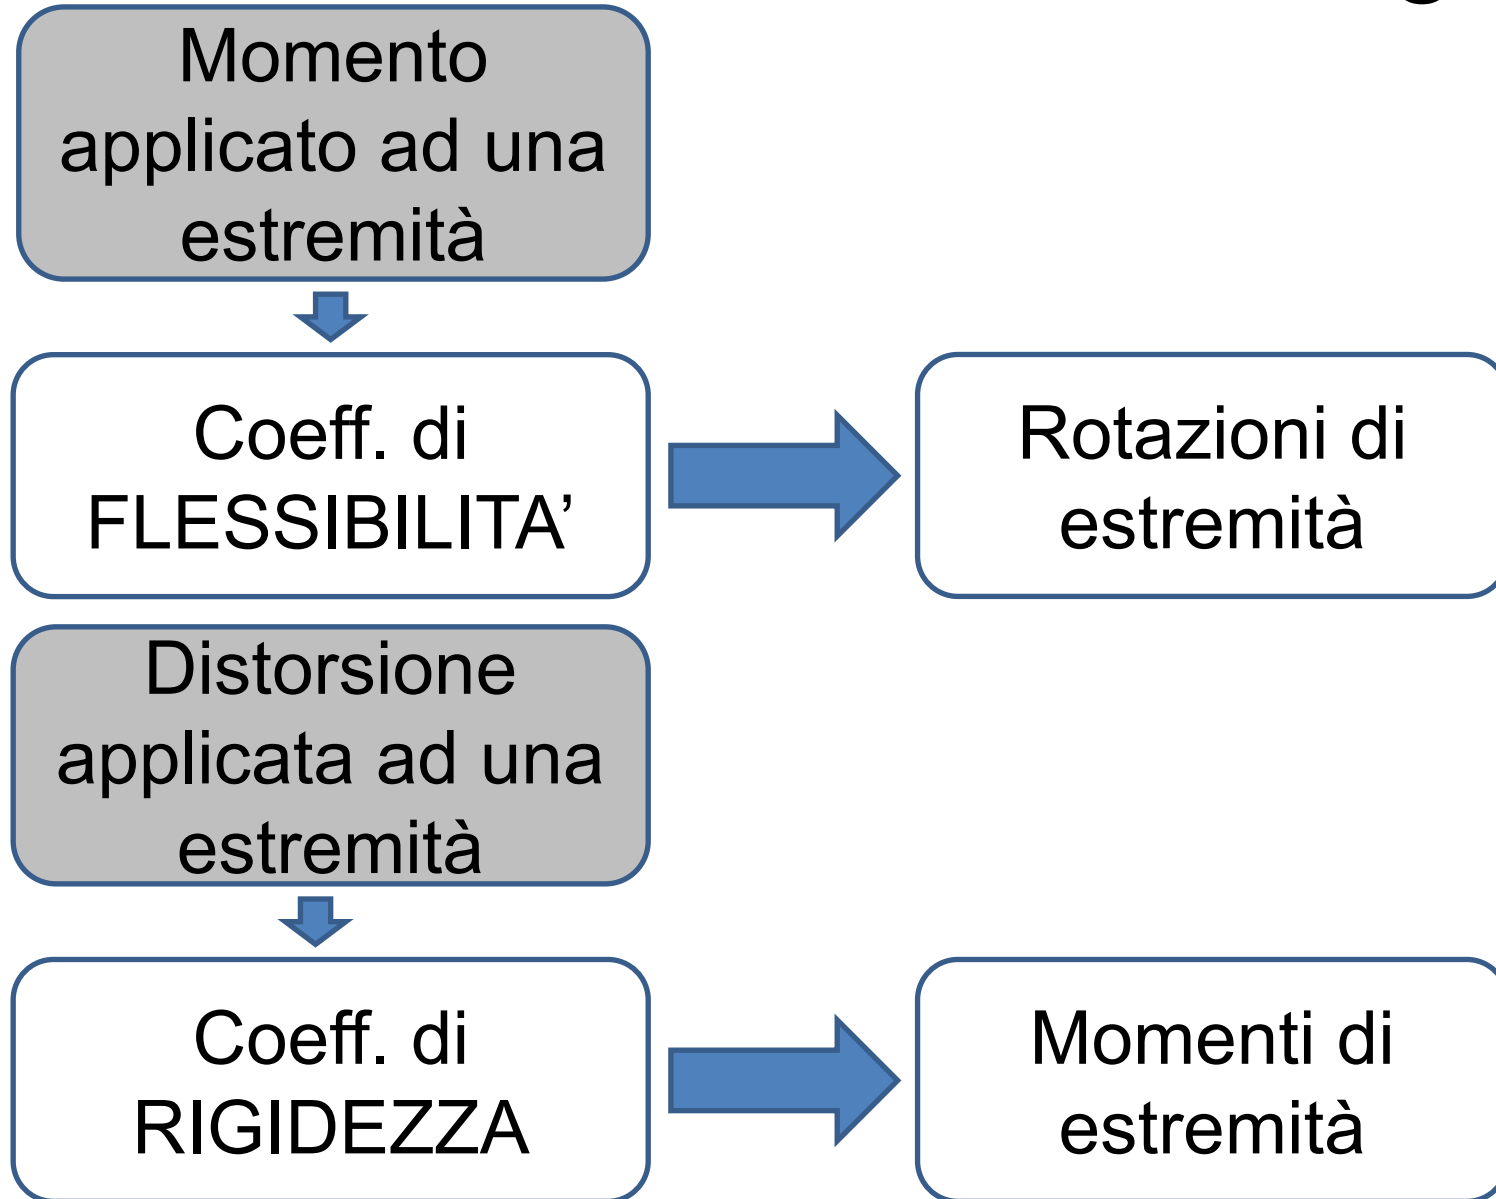 Momento
applicato ad una
estremità
Coeff. di
FLESSIBILITA’
Rotazioni di
estremità
Distorsione
applicata ad una
estremità
Coeff. di
RIGIDEZZA
Momenti di
estremità